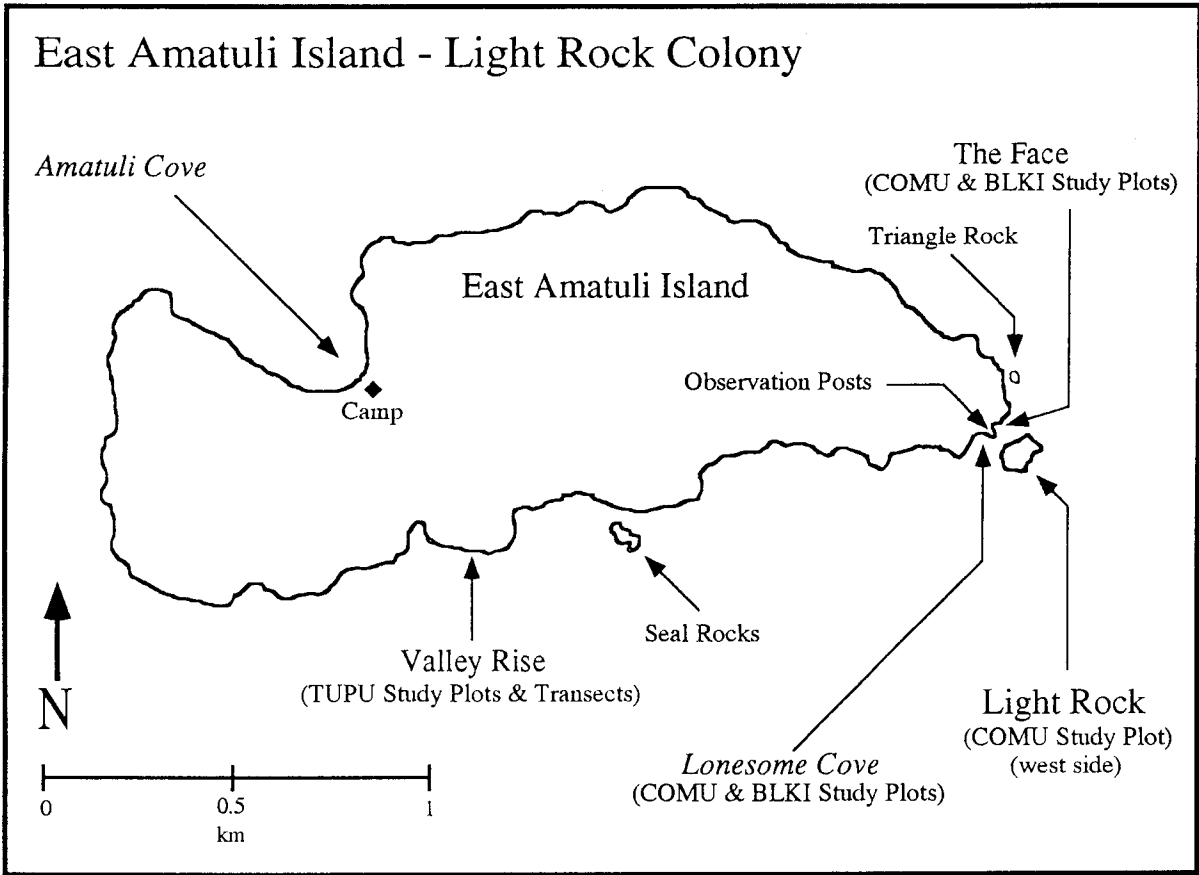 East Amatuli Island - Light Rock Colony
Amatuli Cove
The Face
(COMU & BLKI Study Plots)
Triangle Rock
East Amatuli Island
Observation Posts
Camp
Seal Rocks
Valley Rise
(TUPU Study Plots & Transects)
N
Light Rock
(COMU Study Plot)
(west side)
Lonesome Cove
(COMU & BLKI Study Plots)
0
0.5
1
km